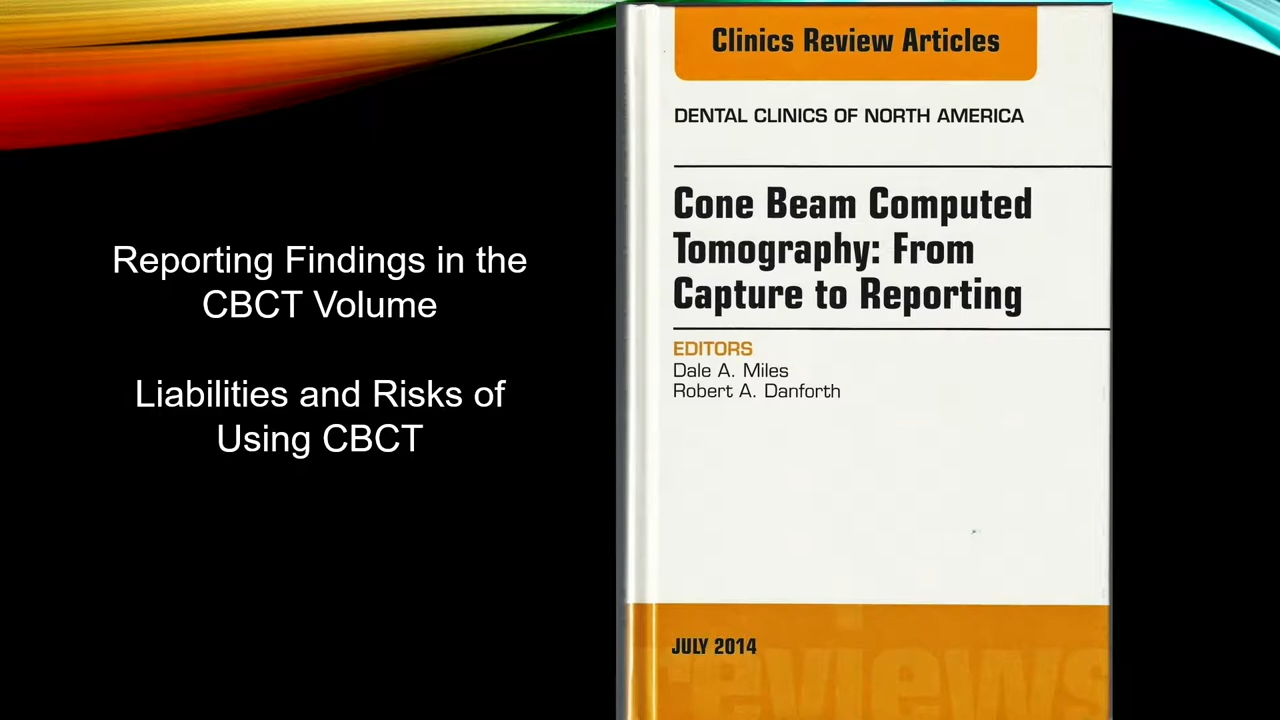 Reporting Findings in the
CBCT Volume
Liabilities and Risks of
Using CBCT
Clinics Review Articles
DENTAL CLINICS OF NORTH AMERICA
Cone Beam Computed
Tomography: From
Capture to Reporting
EDITORS
Dale A. Miles
Robert A. Danforth
JULY 2014
reviews